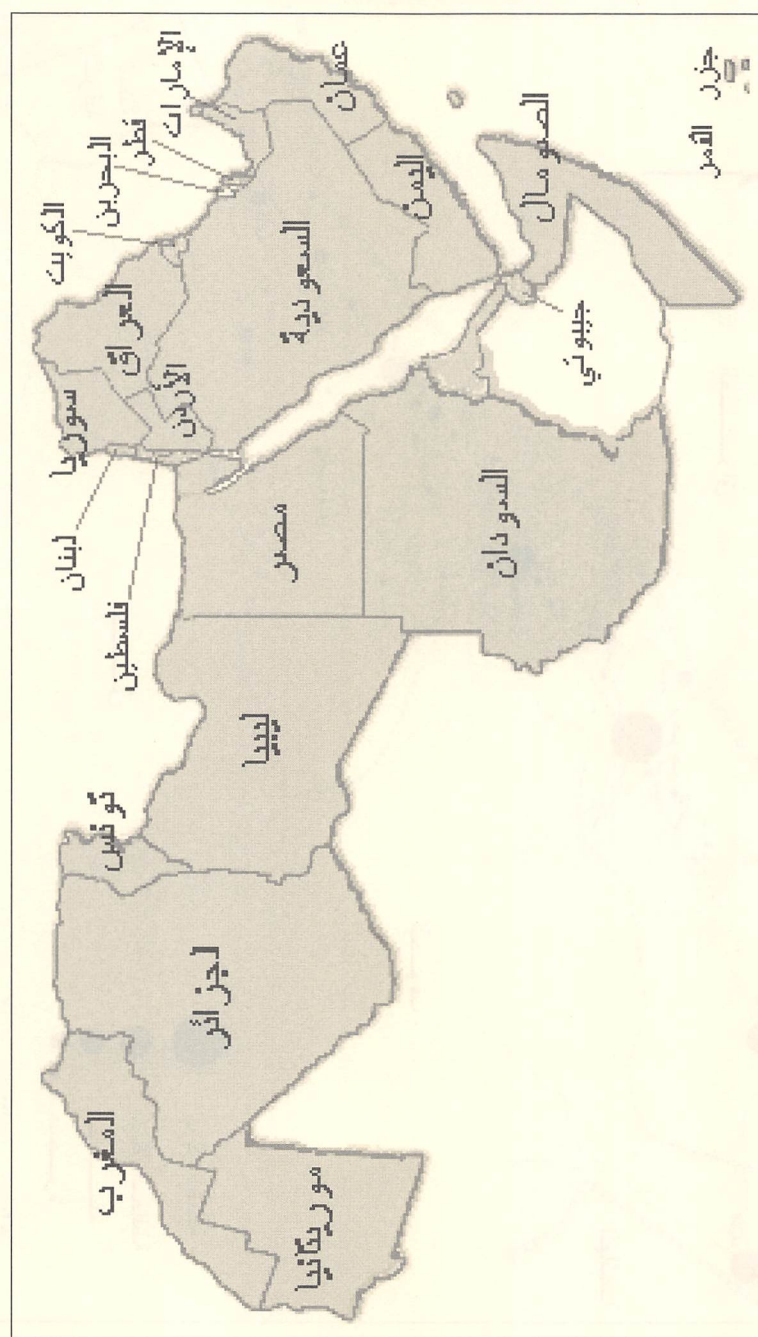 الإمارات
قطر
البحرين
الكويت
عمان
اليمن
السعودية
العراق
سوريا
الأردن
لبنان
فلسطين
جزر
القمر
الصومال
جيبوتي
مصر
السودان
ليبيا
تونس
لجزائر
المغرب
موريتانيا